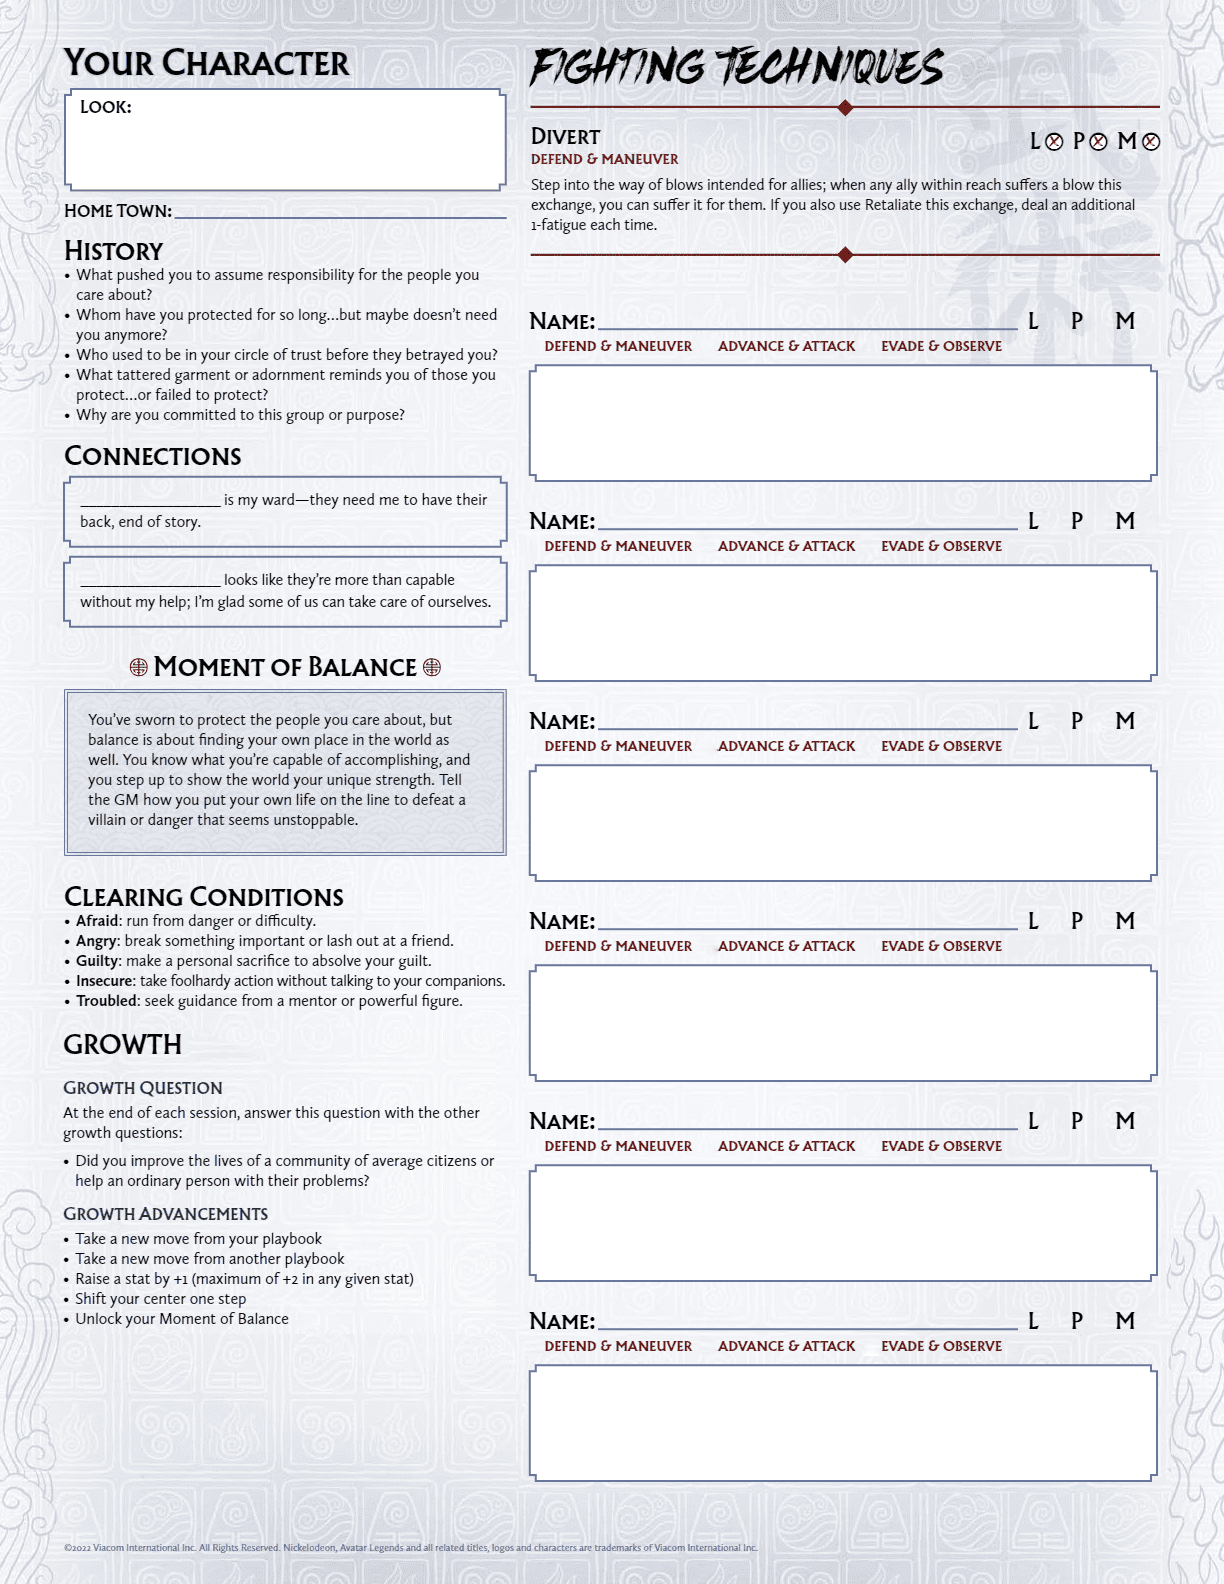 Your Character
Look:
Home Town:
History
• What pushed you to assume responsibility for the people you
care about?
• Whom have you protected for so long...but maybe doesn't need
you anymore?
• Who used to be in your circle of trust before they betrayed you?
• What tattered garment or adornment reminds you of those you
protect...or failed to protect?
• Why are you committed to this group or purpose?
Connections
__________________ is my ward—they need me to have their
back, end of story.
__________________ looks like they're more than capable
without my help; I'm glad some of us can take care of ourselves.
Moment of Balance
You've sworn to protect the people you care about, but
balance is about finding your own place in the world as
well. You know what you're capable of accomplishing, and
you step up to show the world your unique strength. Tell
the GM how you put your own life on the line to defeat a
villain or danger that seems unstoppable.
Clearing Conditions
• Afraid: run from danger or difficulty.
• Angry: break something important or lash out at a friend.
• Guilty: make a personal sacrifice to absolve your guilt.
• Insecure: take foolhardy action without talking to your companions.
• Troubled: seek guidance from a mentor or powerful figure.
GROWTH
Growth Question
At the end of each session, answer this question with the other
growth questions:
• Did you improve the lives of a community of average citizens or
help an ordinary person with their problems?
Growth Advancements
• Take a new move from your playbook
• Take a new move from another playbook
• Raise a stat by +1 (maximum of +2 in any given stat)
• Shift your center one step
• Unlock your Moment of Balance
FIGHTING TECHNIQUES
武術
Divert L P M
DEFEND & MANEUVER
Step into the way of blows intended for allies; when any ally within reach suffers a blow this
exchange, you can suffer it for them. If you also use Retaliate this exchange, deal an additional
1-fatigue each time.
Name: L P M
DEFEND & MANEUVER ADVANCE & ATTACK EVADE & OBSERVE
Name: L P M
DEFEND & MANEUVER ADVANCE & ATTACK EVADE & OBSERVE
Name: L P M
DEFEND & MANEUVER ADVANCE & ATTACK EVADE & OBSERVE
Name: L P M
DEFEND & MANEUVER ADVANCE & ATTACK EVADE & OBSERVE
Name: L P M
DEFEND & MANEUVER ADVANCE & ATTACK EVADE & OBSERVE
Name: L P M
DEFEND & MANEUVER ADVANCE & ATTACK EVADE & OBSERVE
©2022 Viacom International Inc. All Rights Reserved. Nickelodeon, Avatar Legends and all related titles, logos and characters are trademarks of Viacom International Inc.